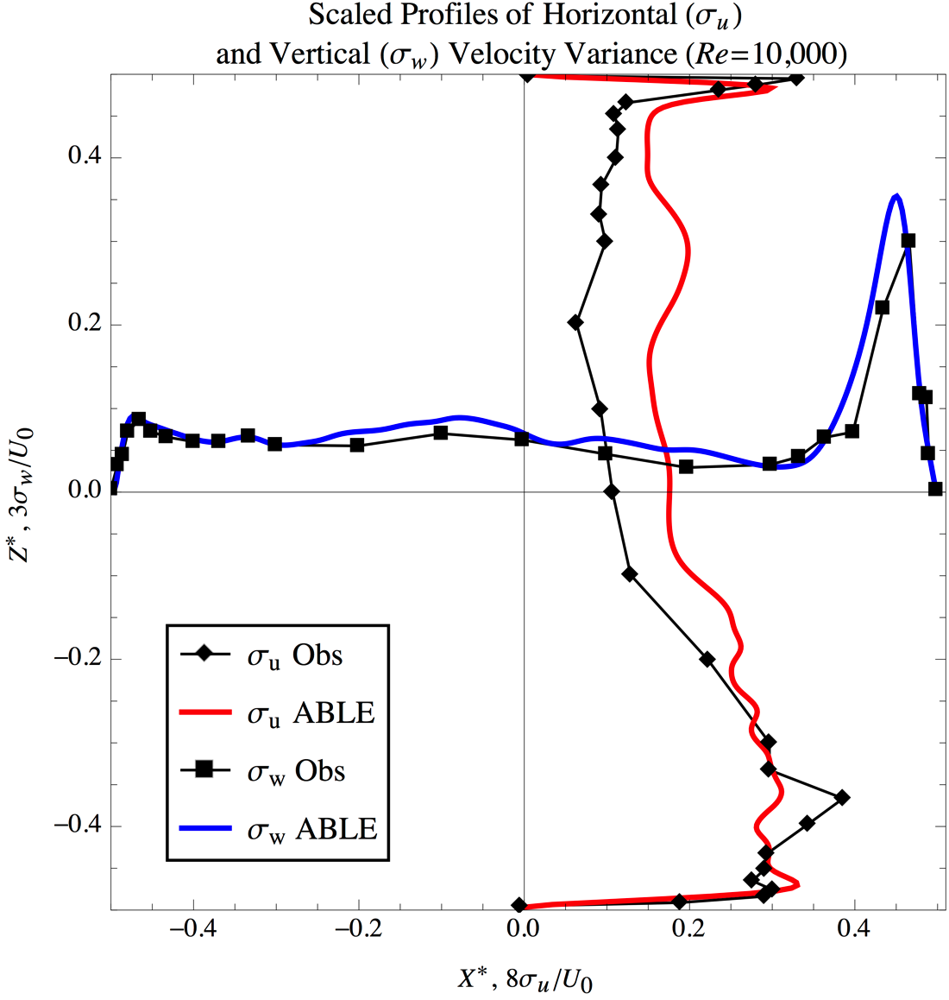 Scaled Profiles of Horizontal (σu)
and Vertical (σw) Velocity Variance (Re=10,000)
0.4
0.2
0.0
−0.2
−0.4
Z*, 3σw/U0
σu Obs
σu ABLE
σw Obs
σw ABLE
−0.4 −0.2 0.0 0.2 0.4
X*, 8σu/U0